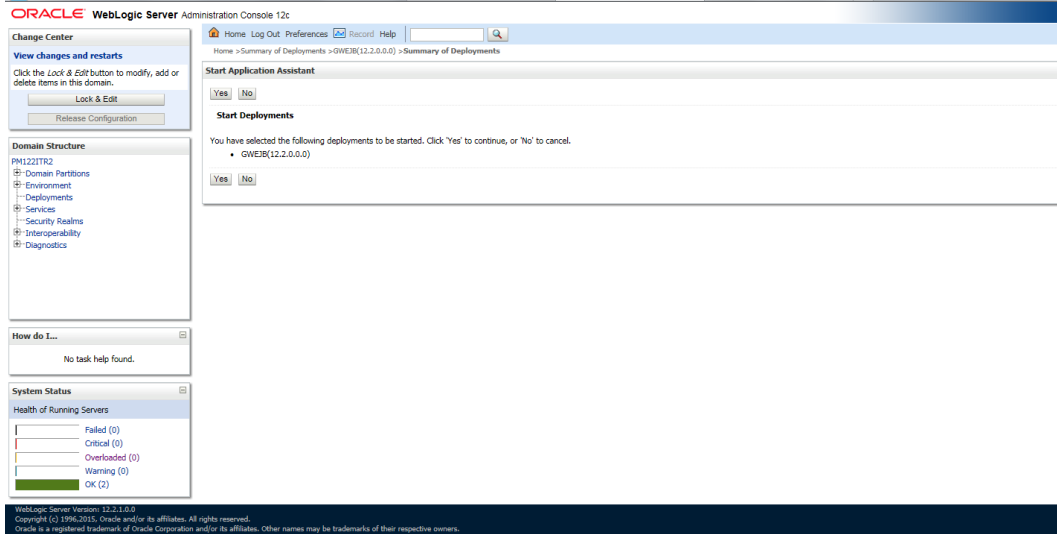 ORACLE WebLogic Server Administration Console 12c
Change Center
View changes and restarts
Click the Lock & Edit button to modify, add or
delete items in this domain.
Lock & Edit
Release Configuration
Domain Structure
PM122ITR2
Domain Partitions
Environment
Deployments
Services
Security Realms
Interoperability
Diagnostics
How do I...
No task help found.
System Status
Health of Running Servers
Failed (0)
Critical (0)
Overloaded (0)
Warning (0)
OK (2)
Home Log Out Preferences Record Help
Home >Summary of Deployments >GWEJB(12.2.0.0.0) >Summary of Deployments
Start Application Assistant
Yes No
Start Deployments
You have selected the following deployments to be started. Click 'Yes' to continue, or 'No' to cancel.
• GWEJB(12.2.0.0.0)
Yes No
WebLogic Server Version: 12.2.1.0.0
Copyright (c) 1996,2015, Oracle and/or its affiliates. All rights reserved.
Oracle is a registered trademark of Oracle Corporation and/or its affiliates. Other names may be trademarks of their respective owners.